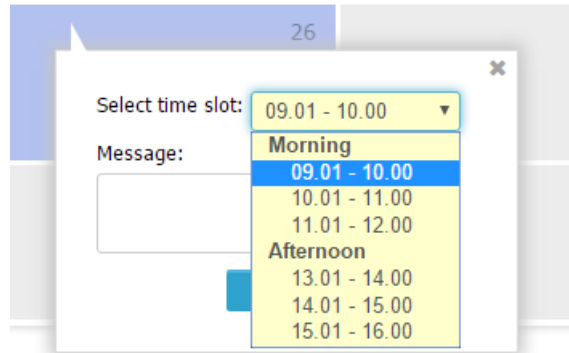 26
✖
Select time slot: 09.01 - 10.00 ▼
Message:
Morning
09.01 - 10.00
10.01 - 11.00
11.01 - 12.00
Afternoon
13.01 - 14.00
14.01 - 15.00
15.01 - 16.00